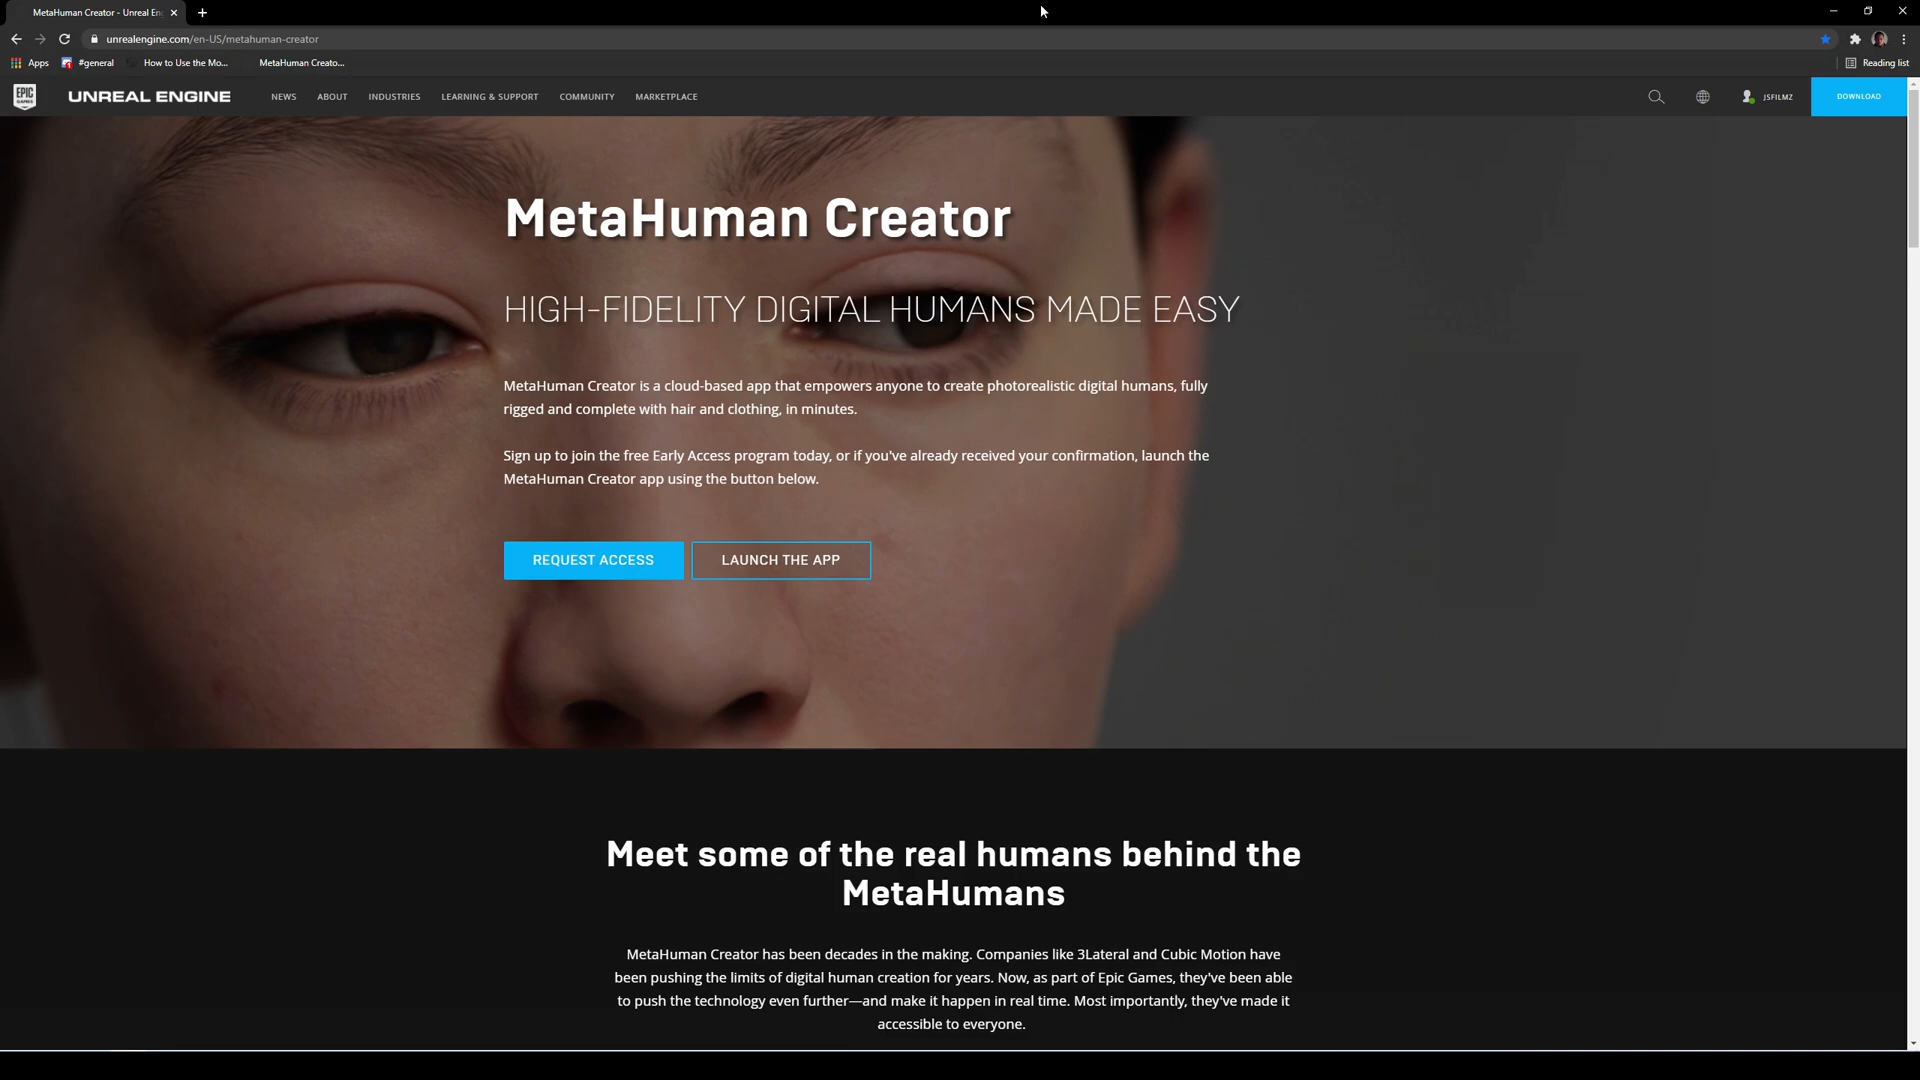 MetaHuman Creator - Unreal En
unrealengine.com/en-US/metahuman-creator
Apps
#general
How to Use the Mo...
MetaHuman Creato...
Reading list
EPIC GAMES
UNREAL ENGINE
NEWS
ABOUT
INDUSTRIES
LEARNING & SUPPORT
COMMUNITY
MARKETPLACE
JSFILMZ
DOWNLOAD
MetaHuman Creator
HIGH-FIDELITY DIGITAL HUMANS MADE EASY
MetaHuman Creator is a cloud-based app that empowers anyone to create photorealistic digital humans, fully
rigged and complete with hair and clothing, in minutes.
Sign up to join the free Early Access program today, or if you've already received your confirmation, launch the
MetaHuman Creator app using the button below.
REQUEST ACCESS
LAUNCH THE APP
Meet some of the real humans behind the
MetaHumans
MetaHuman Creator has been decades in the making. Companies like 3Lateral and Cubic Motion have
been pushing the limits of digital human creation for years. Now, as part of Epic Games, they've been able
to push the technology even further—and make it happen in real time. Most importantly, they've made it
accessible to everyone.